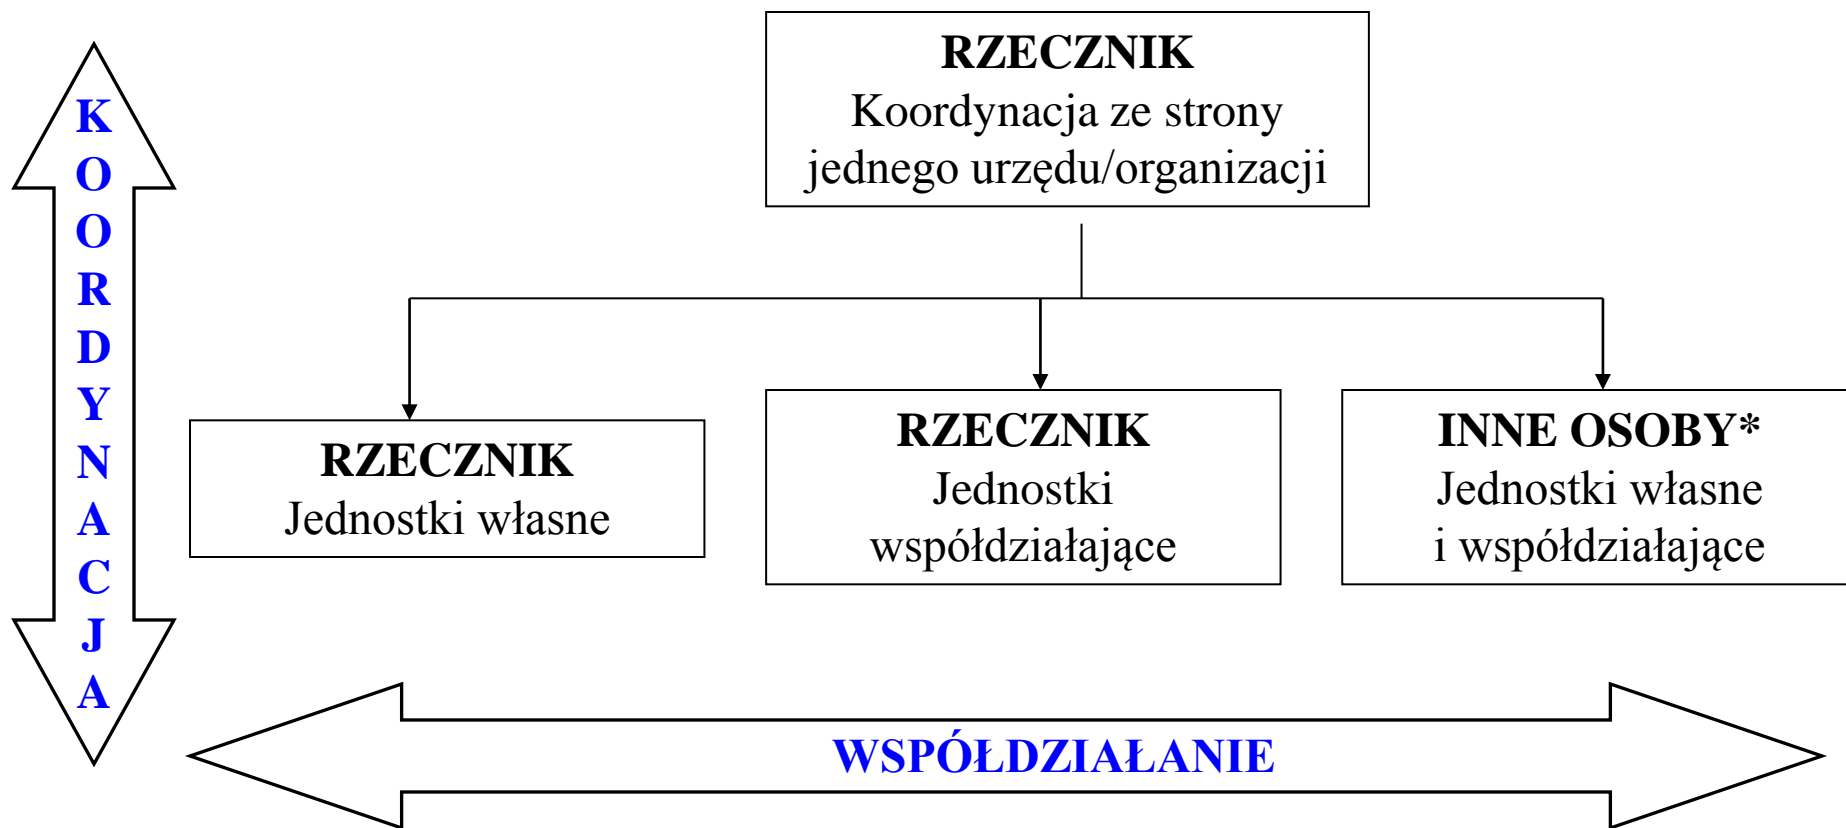 RZECZNIK
Koordynacja ze strony
jednego urzędu/organizacji
KOORDYNACJA
RZECZNIK
Jednostki własne
RZECZNIK
Jednostki
współdziałające
INNE OSOBY*
Jednostki własne
i współdziałające
WSPÓŁDZIAŁANIE